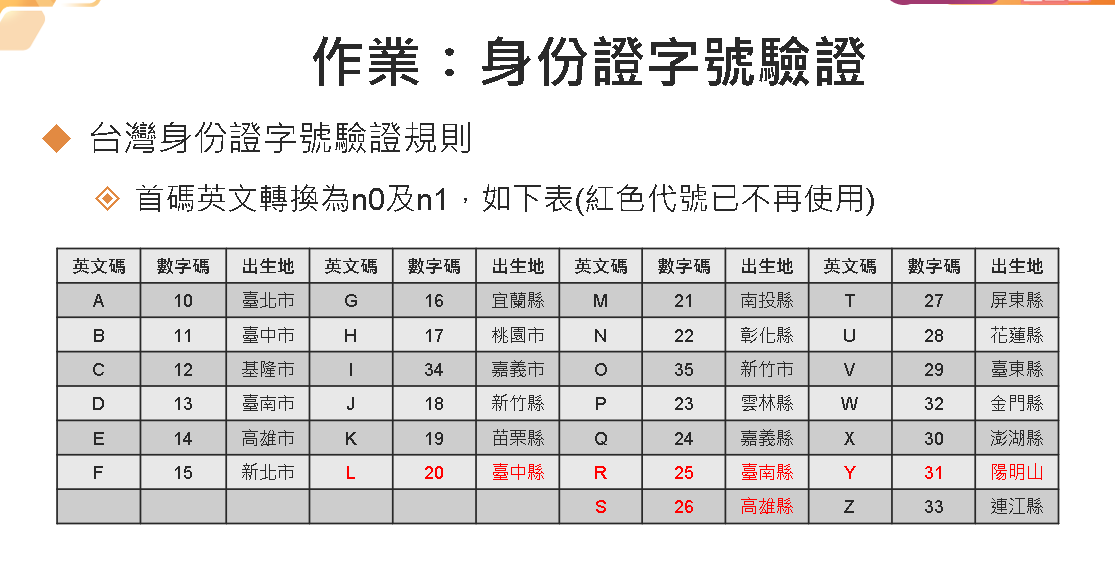 作業：身份證字號驗證
台灣身份證字號驗證規則
首碼英文轉換為n0及n1，如下表(紅色代號已不再使用)
英文碼 數字碼 出生地 英文碼 數字碼 出生地 英文碼 數字碼 出生地 英文碼 數字碼 出生地
A 10 臺北市 G 16 宜蘭縣 M 21 南投縣 T 27 屏東縣
B 11 臺中市 H 17 桃園市 N 22 彰化縣 U 28 花蓮縣
C 12 基隆市 I 34 嘉義市 O 35 新竹市 V 29 臺東縣
D 13 臺南市 J 18 新竹縣 P 23 雲林縣 W 32 金門縣
E 14 高雄市 K 19 苗栗縣 Q 24 嘉義縣 X 30 澎湖縣
F 15 新北市 L 20 臺中縣 R 25 臺南縣 Y 31 陽明山
S 26 高雄縣 Z 33 連江縣